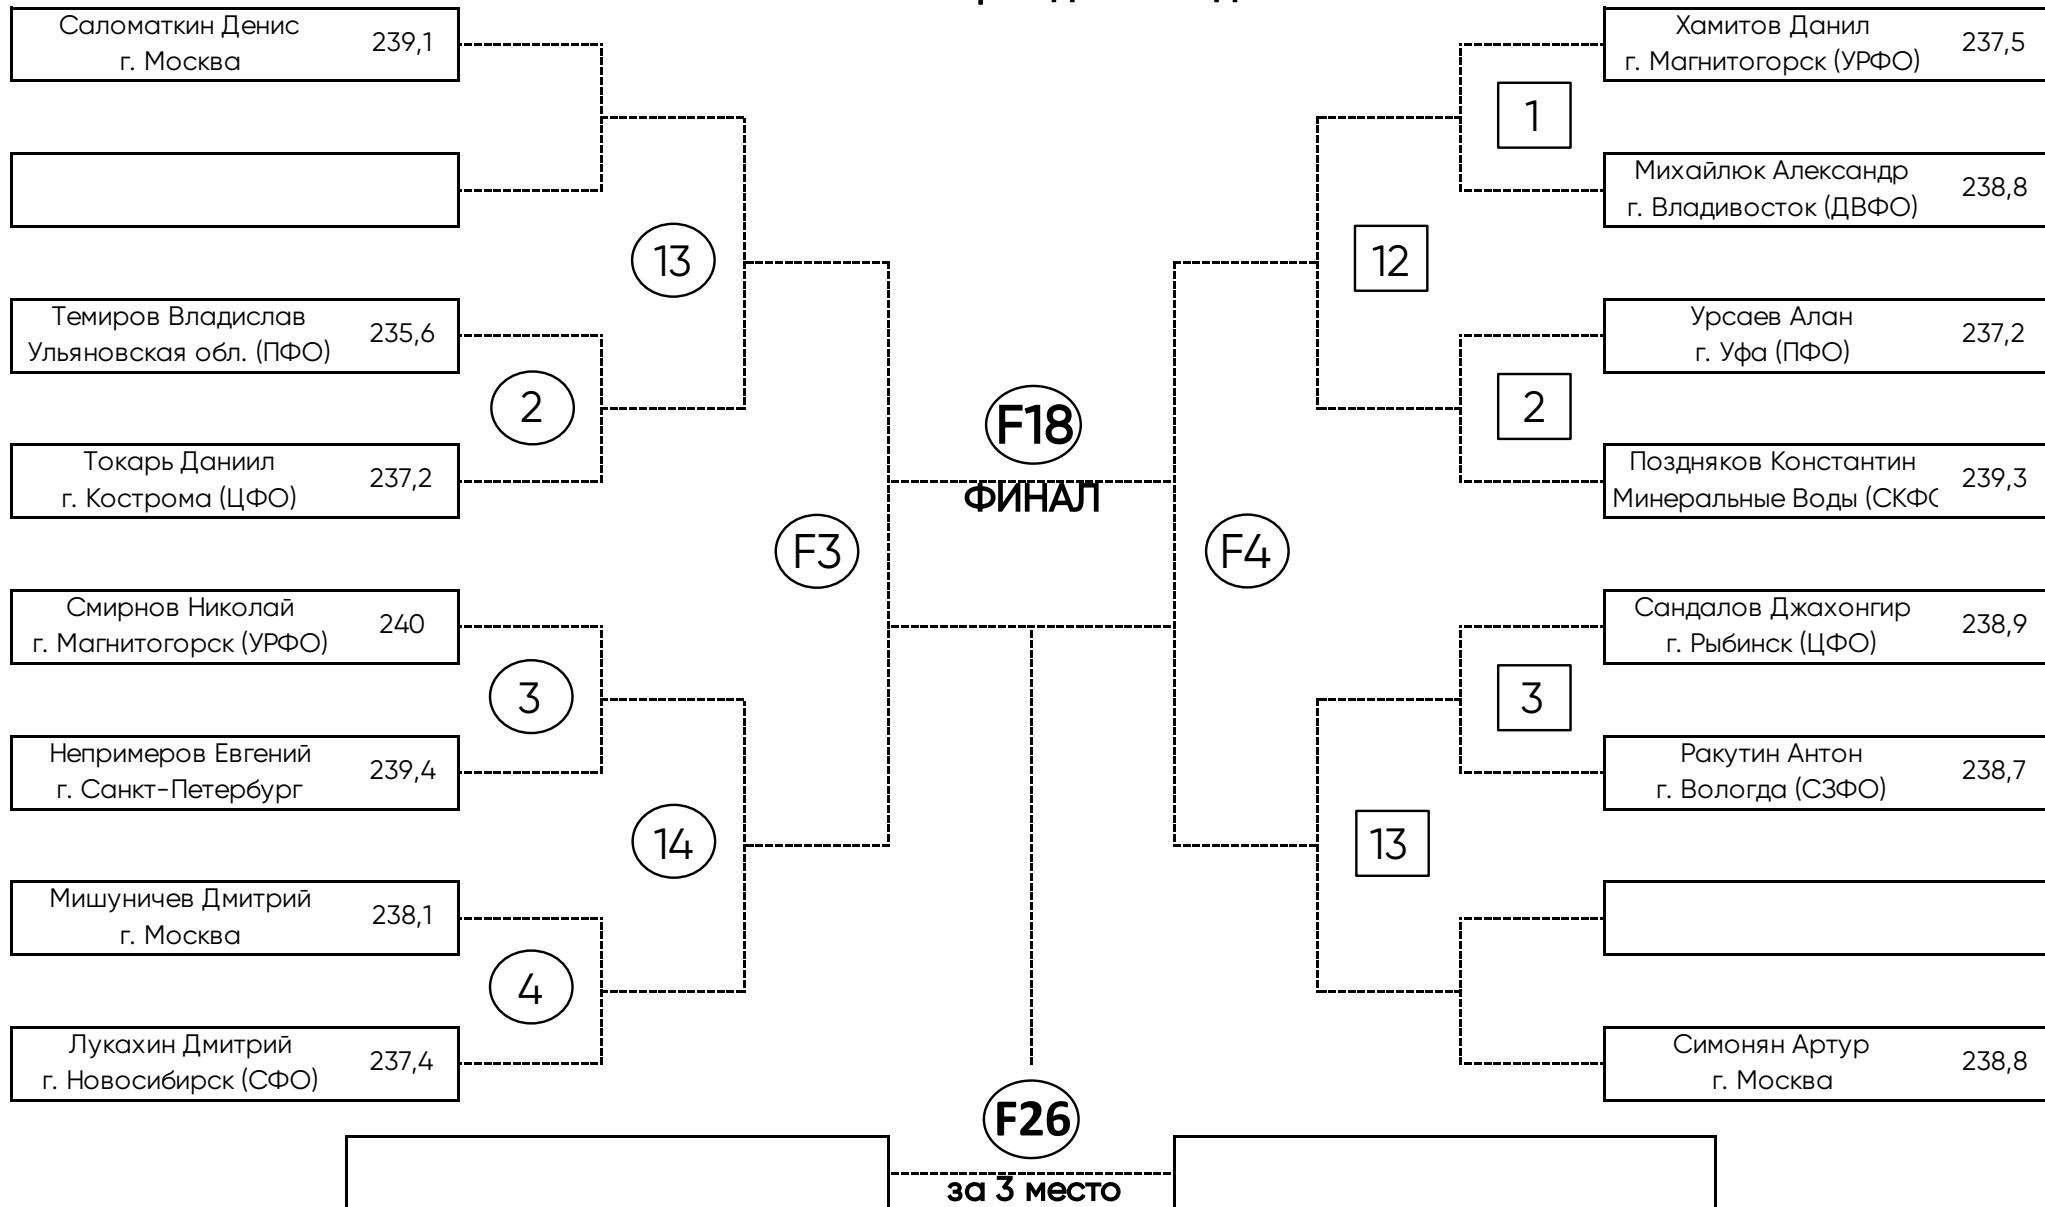 Саломаткин Денис
г. Москва
239,1
Темиров Владислав
Ульяновская обл. (ПФО)
235,6
Токарь Даниил
г. Кострома (ЦФО)
237,2
Смирнов Николай
г. Магнитогорск (УРФО)
240
Непримеров Евгений
г. Санкт-Петербург
239,4
Мишуничев Дмитрий
г. Москва
238,1
Лукахин Дмитрий
г. Новосибирск (СФО)
237,4
2
3
4
13
14
F3
F18
ФИНАЛ
F4
F26
за 3 место
12
13
1
2
3
Хамитов Данил
г. Магнитогорск (УРФО)
237,5
Михайлюк Александр
г. Владивосток (ДВФО)
238,8
Урсаев Алан
г. Уфа (ПФО)
237,2
Поздняков Константин
Минеральные Воды (СКФО
239,3
Сандалов Джахонгир
г. Рыбинск (ЦФО)
238,9
Ракутин Антон
г. Вологда (СЗФО)
238,7
Симонян Артур
г. Москва
238,8